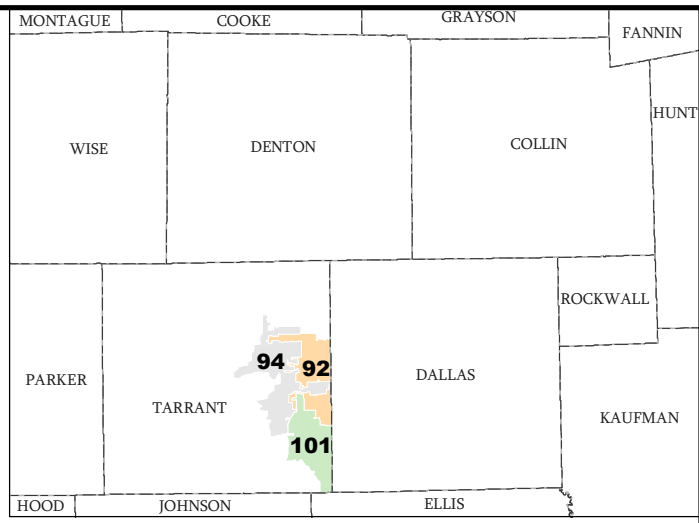 MONTAGUE COOKE GRAYSON
FANNIN
HUNT
WISE DENTON COLLIN
ROCKWALL
94 92
PARKER DALLAS
TARRANT KAUFMAN
101
HOOD JOHNSON ELLIS